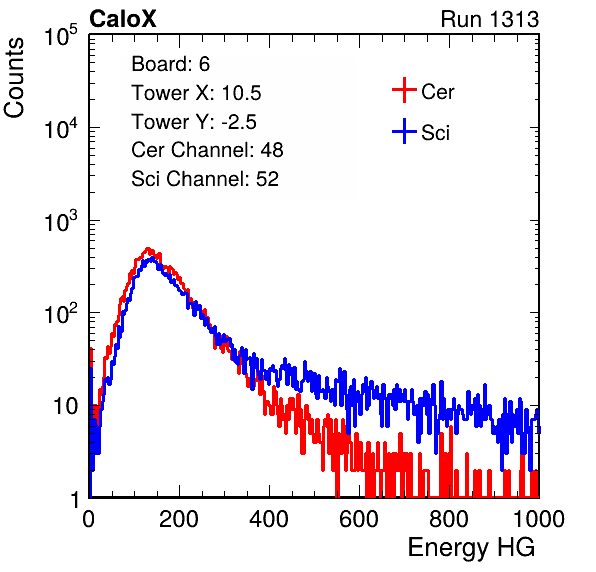 CaloX Run 1313
Counts
10^5
10^4
10^3
10^2
10
1
Board: 6
Tower X: 10.5
Tower Y: -2.5
Cer Channel: 48
Sci Channel: 52
Cer
Sci
0 200 400 600 800 1000
Energy HG